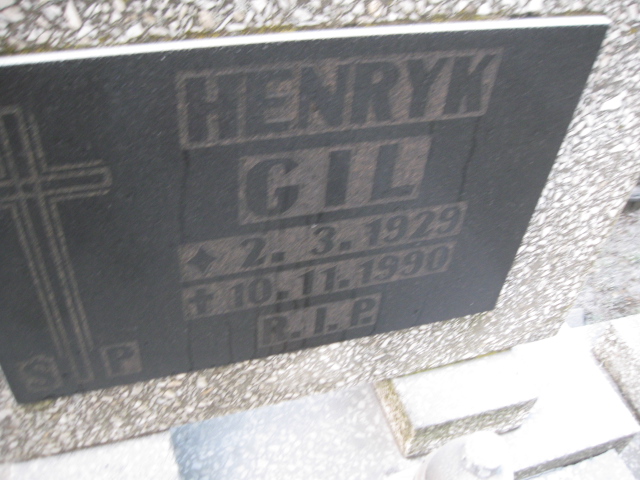 HENRYK
GIL
✦ 2. 3. 1929
✝ 10. 11. 1990
R. I. P.
S P